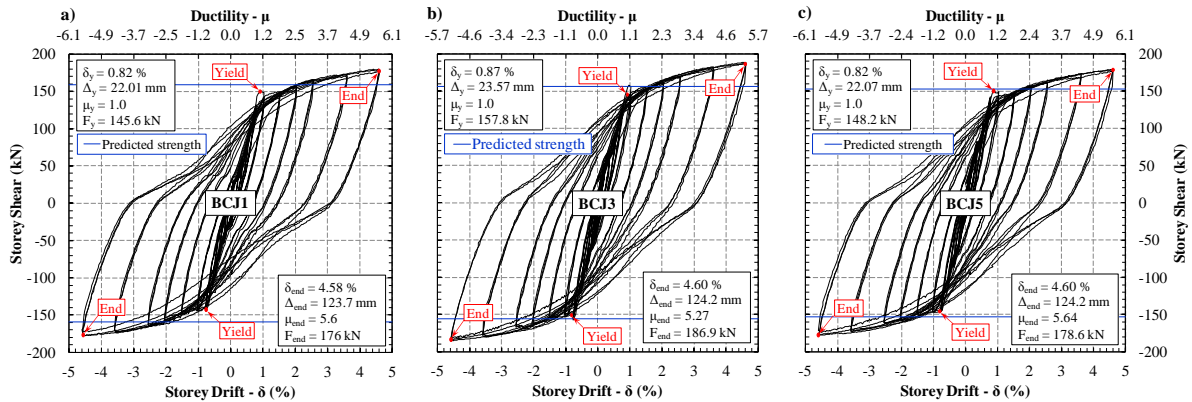 a)
Ductility - μ
-6.1 -4.9 -3.7 -2.4 -1.2 0.0 1.2 2.4 3.7 4.9 6.1
200
150
100
50
0
-50
-100
-150
-200
Storey Shear (kN)
δy = 0.82 %
Δy = 22.01 mm
μy = 1.0
Fy = 145.6 kN
Predicted strength
Yield
End
BCJ1
End
Yield
δend = 4.58 %
Δend = 123.7 mm
μend = 5.6
Fend = 176 kN
-5 -4 -3 -2 -1 0 1 2 3 4 5
Storey Drift - δ (%)
b)
Ductility - μ
-5.7 -4.6 -3.4 -2.3 -1.1 0.0 1.1 2.3 3.4 4.6 5.7
δy = 0.87 %
Δy = 23.57 mm
μy = 1.0
Fy = 157.8 kN
Predicted strength
Yield
End
BCJ3
End
Yield
δend = 4.60 %
Δend = 124.2 mm
μend = 5.27
Fend = 186.9 kN
-5 -4 -3 -2 -1 0 1 2 3 4 5
Storey Drift - δ (%)
c)
Ductility - μ
-6.1 -4.9 -3.7 -2.4 -1.2 0.0 1.2 2.4 3.7 4.9 6.1
δy = 0.82 %
Δy = 22.07 mm
μy = 1.0
Fy = 148.2 kN
Predicted strength
Yield
End
BCJ5
End
Yield
δend = 4.60 %
Δend = 124.2 mm
μend = 5.64
Fend = 178.6 kN
-5 -4 -3 -2 -1 0 1 2 3 4 5
Storey Drift - δ (%)
200
150
100
50
0
-50
-100
-150
-200
Storey Shear (kN)